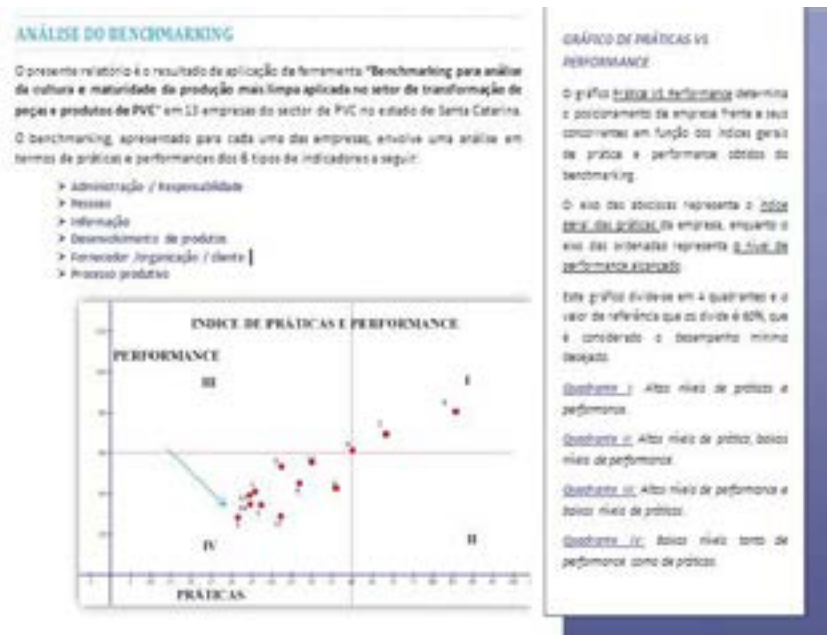 ANÁLISE DO BENCHMARKING
O presente relatório é o resultado de aplicação da ferramenta "Benchmarking para análise
da cultura e maturidade da produção mais limpa aplicada no setor de transformação de
peças e produtos de PVC" em 13 empresas do sector de PVC no estado de Santa Catarina.
O benchmarking, apresentado para cada uma das empresas, envolve uma análise em
termos de práticas e performances dos 6 tipos de indicadores a seguir:
➤ Administração / Responsabilidade
➤ Pessoas
➤ Informação
➤ Desenvolvimento de produtos
➤ Fornecedor /organização / cliente
➤ Processo produtivo
INDICE DE PRÁTICAS E PERFORMANCE
PERFORMANCE
III
I
IV
II
PRÁTICAS
GRÁFICO DE PRÁTICAS VS
PERFORMANCE
O gráfico Prática VS Performance determina
o posicionamento da empresa frente a seus
concorrentes em função dos índices gerais
de prática e performance obtidos do
benchmarking.
O eixo das abscissas representa o índice
geral das práticas da empresa, enquanto o
eixo das ordenadas representa o nível de
performance alcançado.
Este gráfico divide-se em 4 quadrantes e o
valor de referência que os divide é 60%, que
é considerado o desempenho mínimo
desejado.
Quadrante I: Altos níveis de práticas e
performance.
Quadrante II: Altos níveis de prática, baixos
níveis de performance.
Quadrante III: Altos níveis de performance e
baixos níveis de práticas.
Quadrante IV: Baixos níveis tanto de
performance como de práticas.